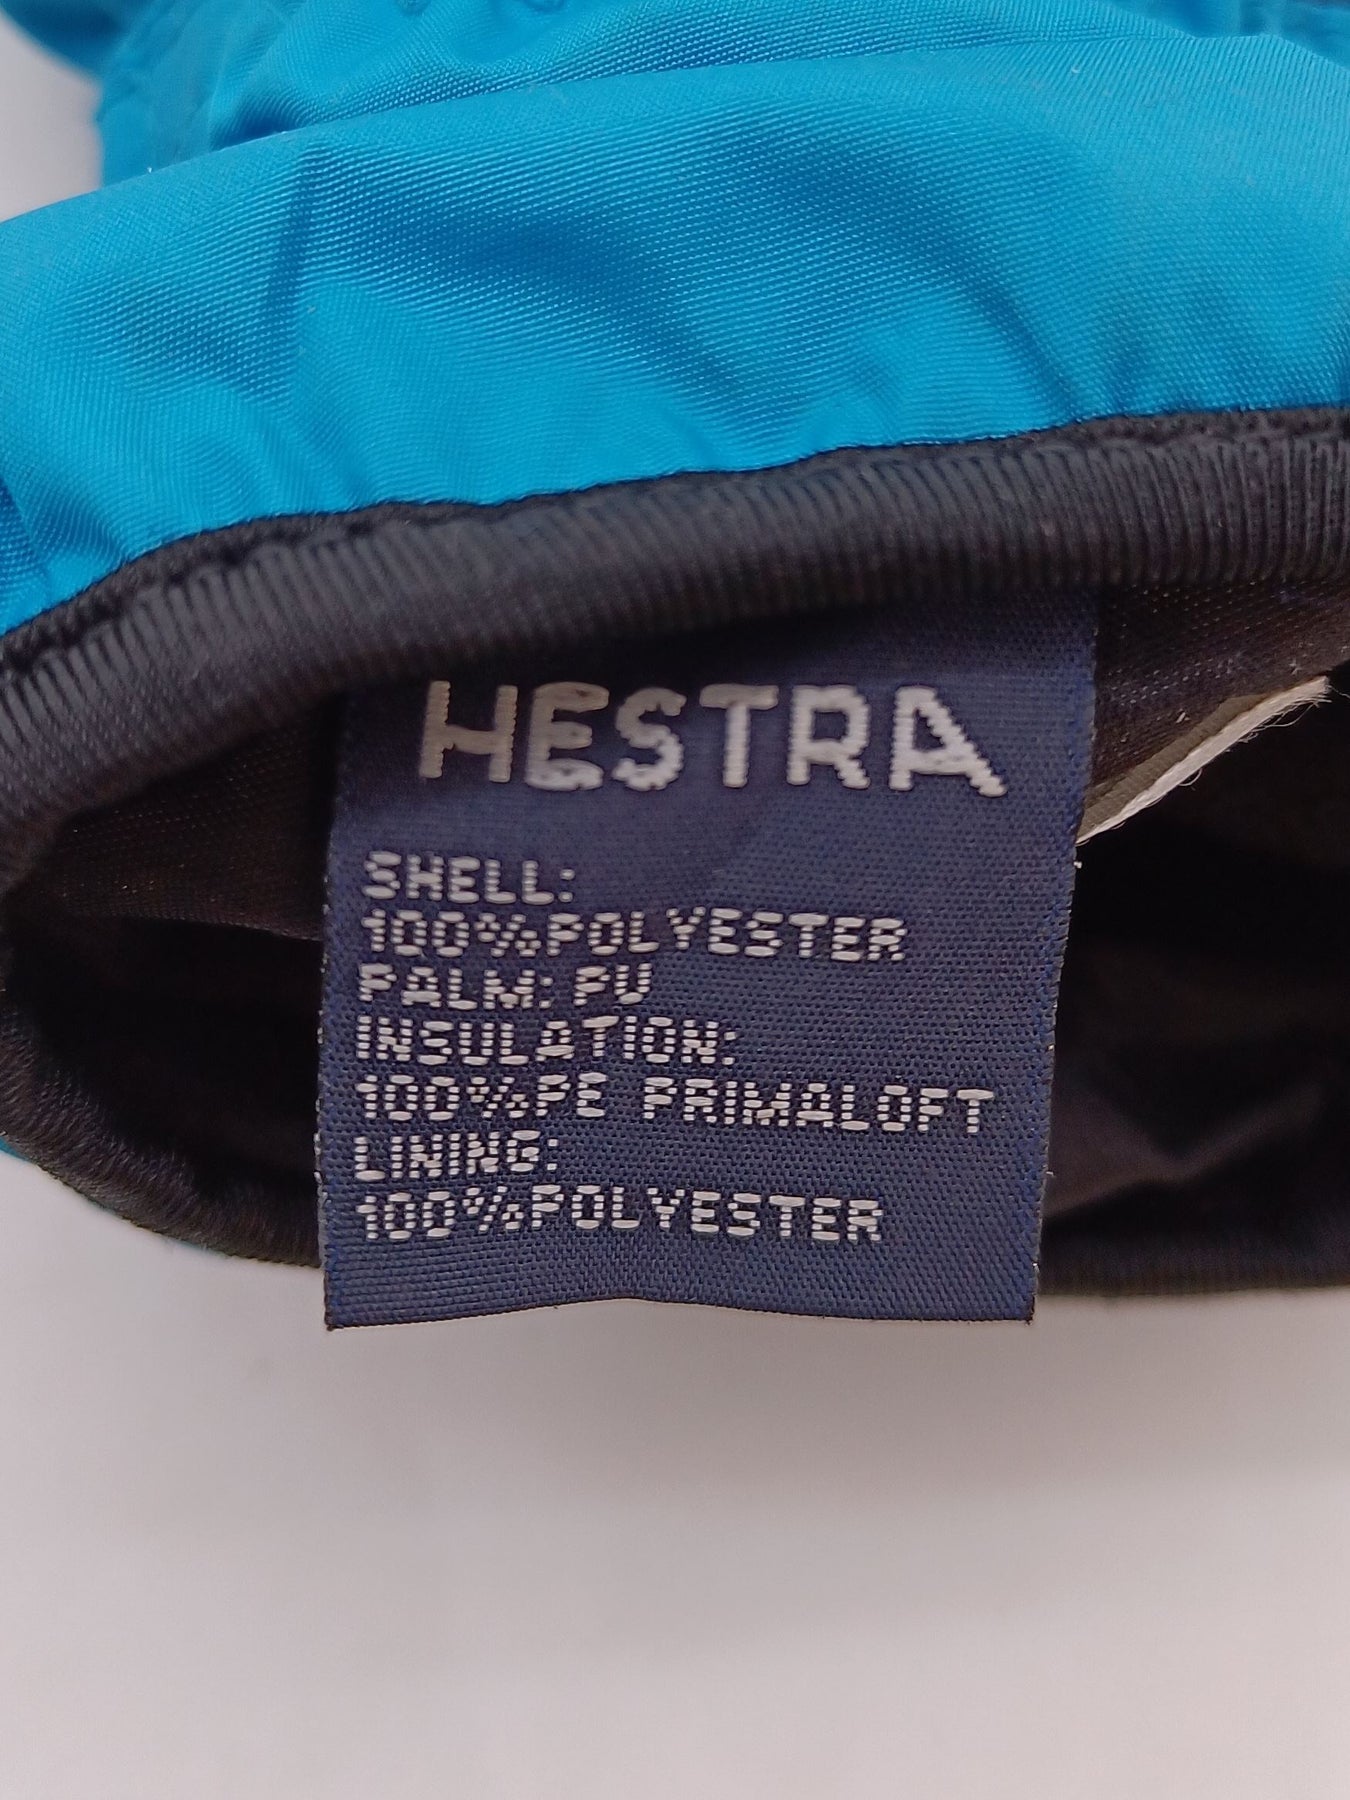 HESTRA
SHELL:
100%POLYESTER
PALM: PU
INSULATION:
100%PE PRIMALOFT
LINING:
100%POLYESTER